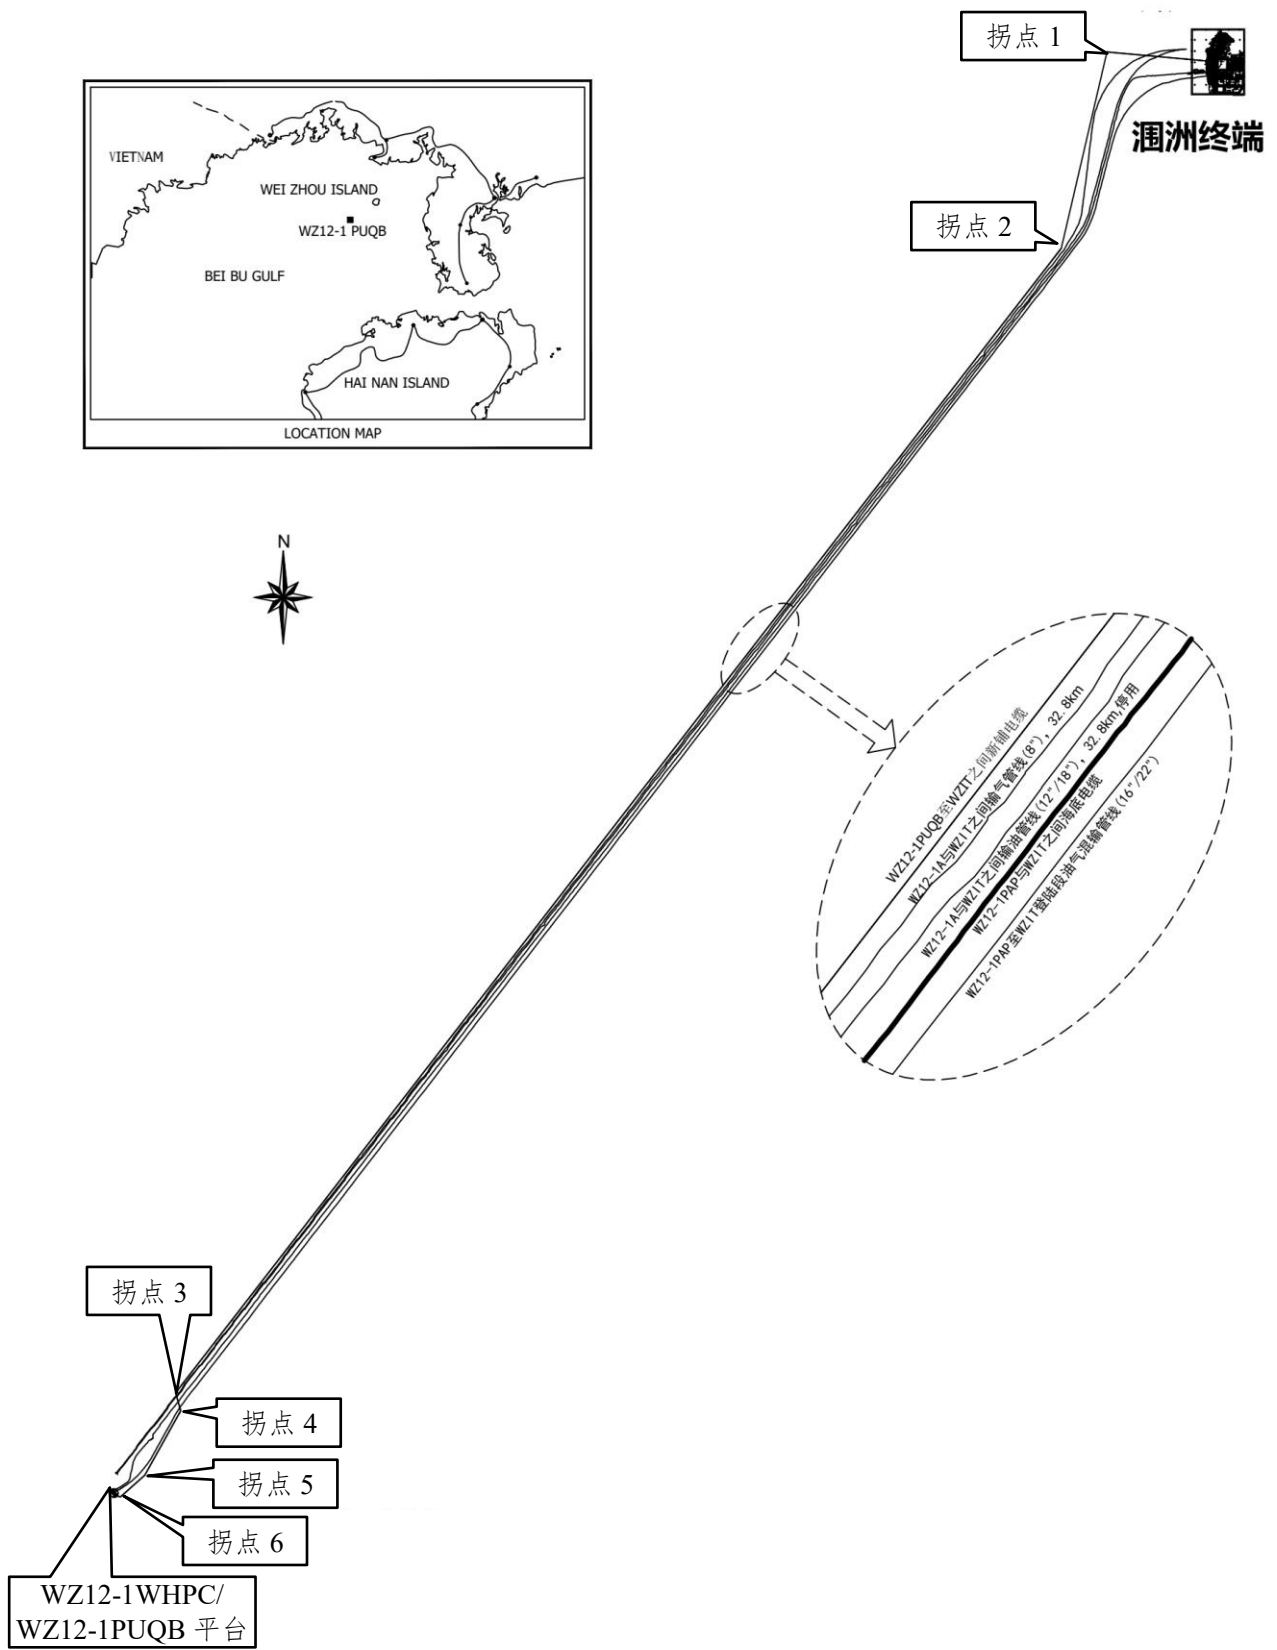 拐点 1
涠洲终端
VIETNAM
WEI ZHOU ISLAND
WZ12-1 PUQB
BEI BU GULF
HAI NAN ISLAND
LOCATION MAP
拐点 2
N
WZ12-1PUQB至WZIT之间新铺电缆
WZ12-1A与WZIT之间输气管线(8")，32.8km
WZ12-1A与WZIT之间输油管线(12"/18")，32.8km,停用
WZ12-1PAP与WZIT之间海底电缆
WZ12-1PAP至WZIT登陆段油气混输管线(16"/22")
拐点 3
拐点 4
拐点 5
拐点 6
WZ12-1WHPC/
WZ12-1PUQB 平台